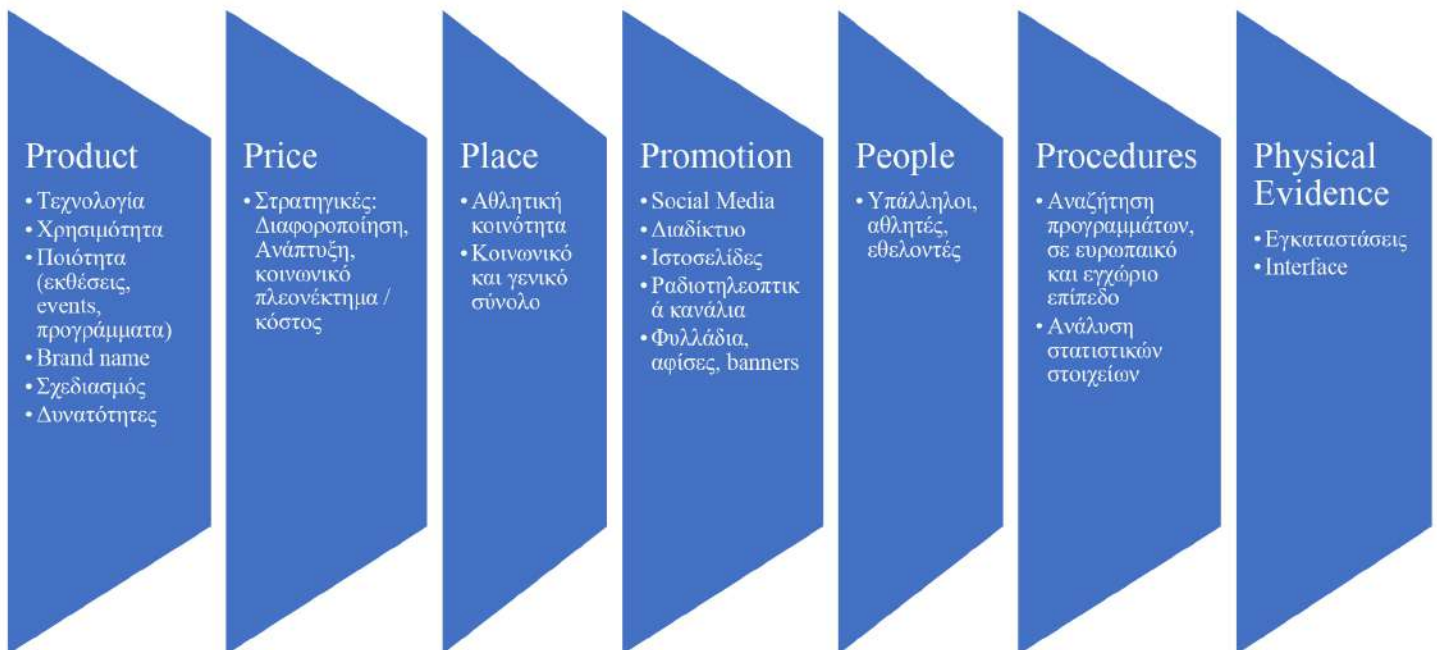 Product
• Τεχνολογία
• Χρησιμότητα
• Ποιότητα
(εκθέσεις,
events,
προγράμματα)
• Brand name
• Σχεδιασμός
• Δυνατότητες
Price
• Στρατηγικές:
Διαφοροποίηση,
Ανάπτυξη,
κοινωνικό
πλεονέκτημα /
κόστος
Place
• Αθλητική
κοινότητα
• Κοινωνικό
και γενικό
σύνολο
Promotion
• Social Media
• Διαδίκτυο
• Ιστοσελίδες
• Ραδιοτηλεοπτικ
ά κανάλια
• Φυλλάδια,
αφίσες, banners
People
• Υπάλληλοι,
αθλητές,
εθελοντές
Procedures
• Αναζήτηση
προγραμμάτων,
σε ευρωπαικό
και εγχώριο
επίπεδο
• Ανάλυση
στατιστικών
στοιχείων
Physical
Evidence
• Εγκαταστάσεις
• Interface